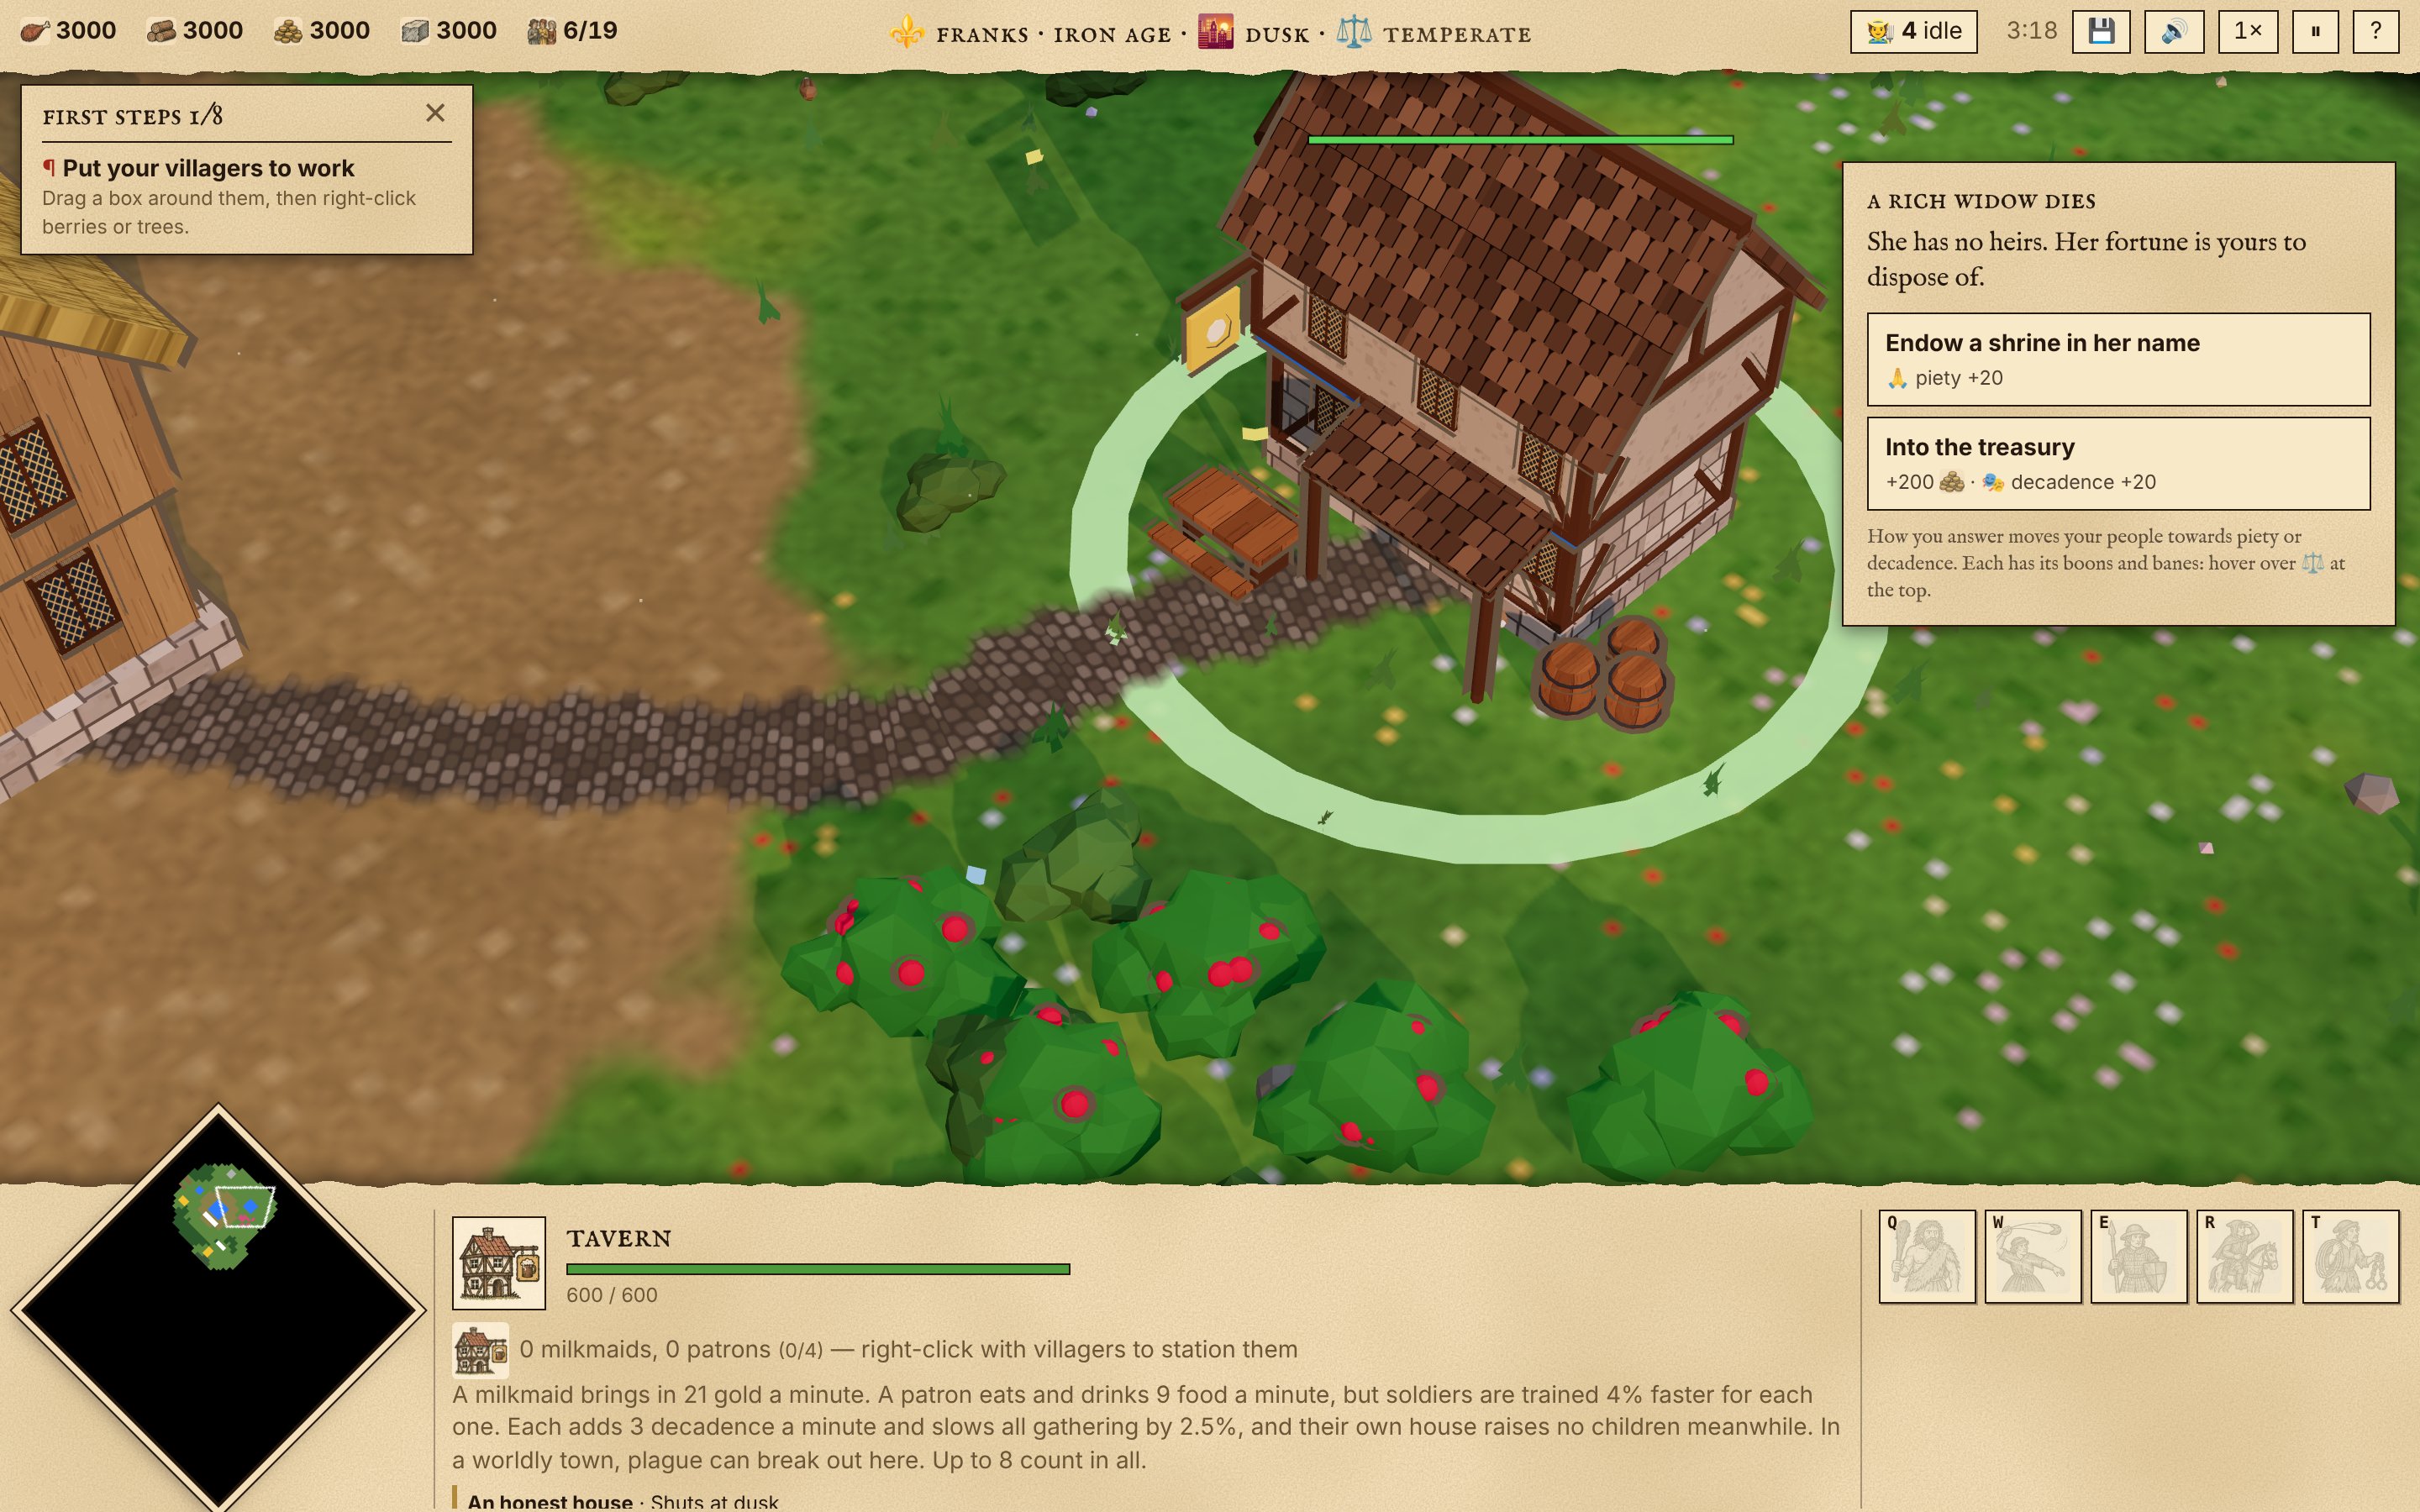 3000 3000 3000 3000 6/19
FRANKS · IRON AGE · DUSK · TEMPERATE
4 idle 3:18 1× ?
FIRST STEPS 1/8
¶ Put your villagers to work
Drag a box around them, then right-click
berries or trees.
A RICH WIDOW DIES
She has no heirs. Her fortune is yours to
dispose of.
Endow a shrine in her name
piety +20
Into the treasury
+200 · decadence +20
How you answer moves your people towards piety or
decadence. Each has its boons and banes: hover over ⚖️ at
the top.
TAVERN
600 / 600
0 milkmaids, 0 patrons (0/4) — right-click with villagers to station them
A milkmaid brings in 21 gold a minute. A patron eats and drinks 9 food a minute, but soldiers are trained 4% faster for each
one. Each adds 3 decadence a minute and slows all gathering by 2.5%, and their own house raises no children meanwhile. In
a worldly town, plague can break out here. Up to 8 count in all.
An honest house · Shuts at dusk
Q W E R T